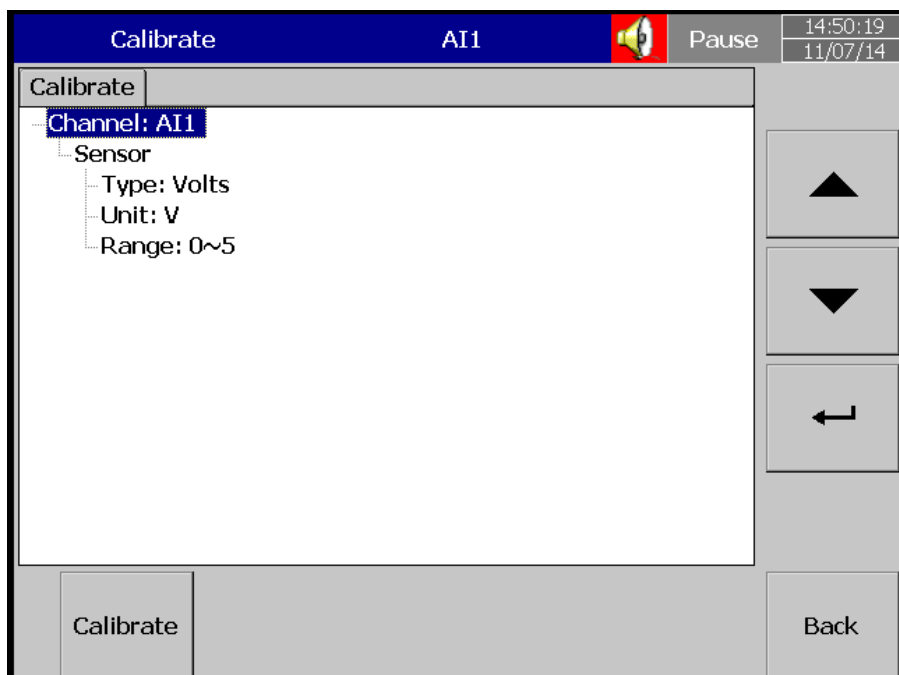 Calibrate AI1 Pause 14:50:19
11/07/14
Calibrate
Channel: AI1
Sensor
Type: Volts
Unit: V
Range: 0~5
Calibrate Back